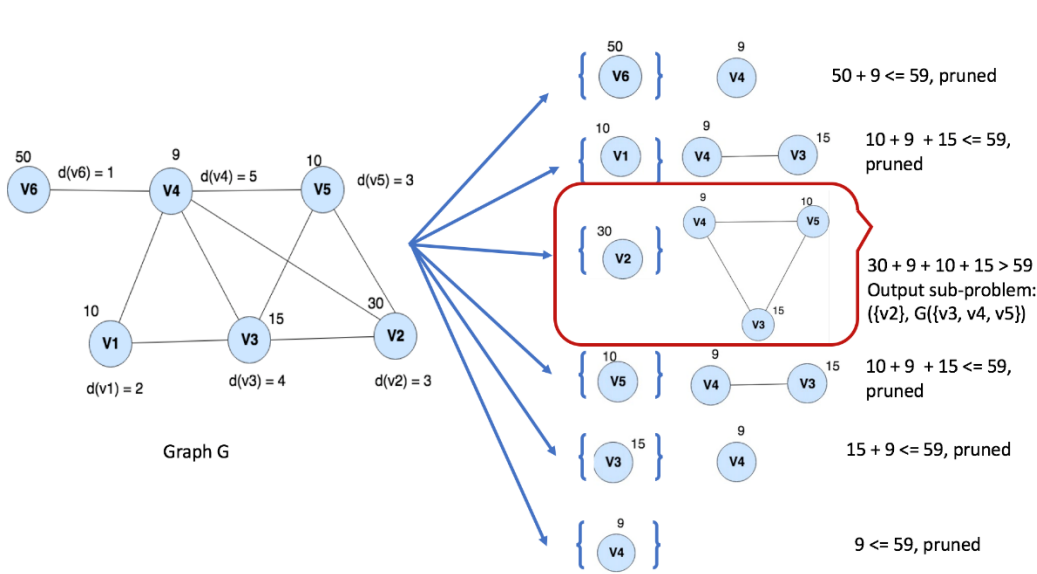 50
V6
d(v6) = 1
9
V4
d(v4) = 5
10
V5
d(v5) = 3
10
V1
d(v1) = 2
15
V3
d(v3) = 4
30
V2
d(v2) = 3
Graph G
50
{ V6 }
9
V4
50 + 9 <= 59, pruned
10
{ V1 }
9
V4
15
V3
10 + 9 + 15 <= 59,
pruned
30
{ V2 }
9
V4
10
V5
V3
15
30 + 9 + 10 + 15 > 59
Output sub-problem:
({v2}, G({v3, v4, v5})
10
{ V5 }
9
V4
15
V3
10 + 9 + 15 <= 59,
pruned
{ V3 }
15
9
V4
15 + 9 <= 59, pruned
9
{ V4 }
9 <= 59, pruned